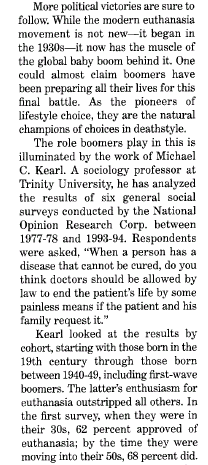 More political victories are sure to
follow. While the modern euthanasia
movement is not new—it began in
the 1930s—it now has the muscle of
the global baby boom behind it. One
could almost claim boomers have
been preparing all their lives for this
final battle. As the pioneers of
lifestyle choice, they are the natural
champions of choices in deathstyle.
The role boomers play in this is
illuminated by the work of Michael
C. Kearl. A sociology professor at
Trinity University, he has analyzed
the results of six general social
surveys conducted by the National
Opinion Research Corp. between
1977-78 and 1993-94. Respondents
were asked, "When a person has a
disease that cannot be cured, do you
think doctors should be allowed by
law to end the patient's life by some
painless means if the patient and his
family request it."
Kearl looked at the results by
cohort, starting with those born in the
19th century through those born
between 1940-49, including first-wave
boomers. The latter's enthusiasm for
euthanasia outstripped all others. In
the first survey, when they were in
their 30s, 62 percent approved of
euthanasia; by the time they were
moving into their 50s, 68 percent did.